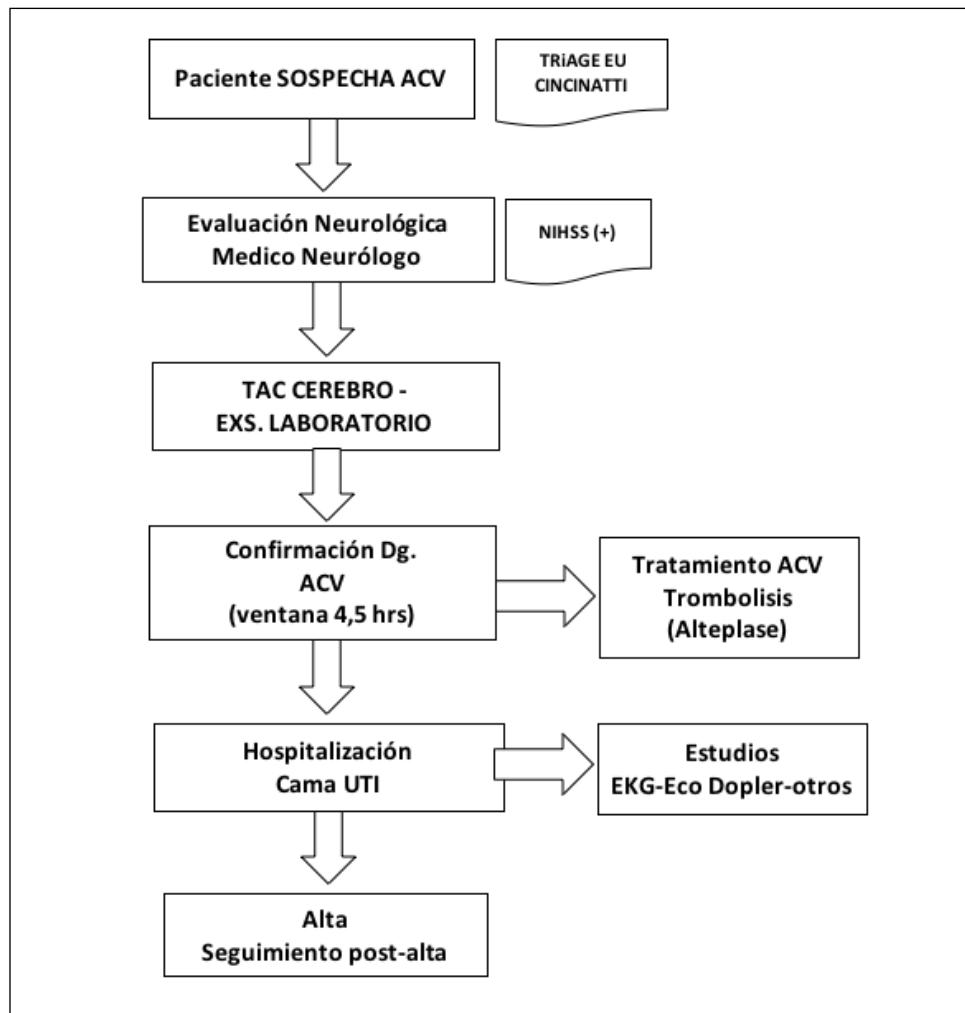 Paciente SOSPECHA ACV
TRiAGE EU
CINCINATTI
Evaluación Neurológica
Medico Neurólogo
NIHSS (+)
TAC CEREBRO -
EXS. LABORATORIO
Confirmación Dg.
ACV
(ventana 4,5 hrs)
Tratamiento ACV
Trombolisis
(Alteplase)
Hospitalización
Cama UTI
Estudios
EKG-Eco Dopler-otros
Alta
Seguimiento post-alta